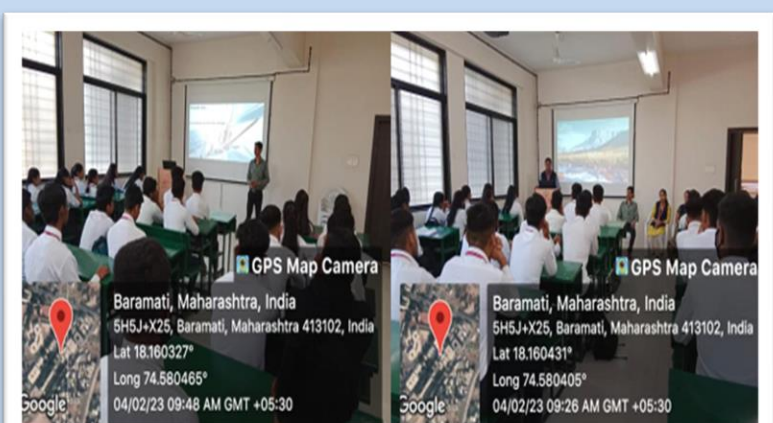 GPS Map Camera
Baramati, Maharashtra, India
5H5J+X25, Baramati, Maharashtra 413102, India
Lat 18.160327°
Long 74.580465°
04/02/23 09:48 AM GMT +05:30
Google
GPS Map Camera
Baramati, Maharashtra, India
5H5J+X25, Baramati, Maharashtra 413102, India
Lat 18.160431°
Long 74.580405°
04/02/23 09:26 AM GMT +05:30
Google